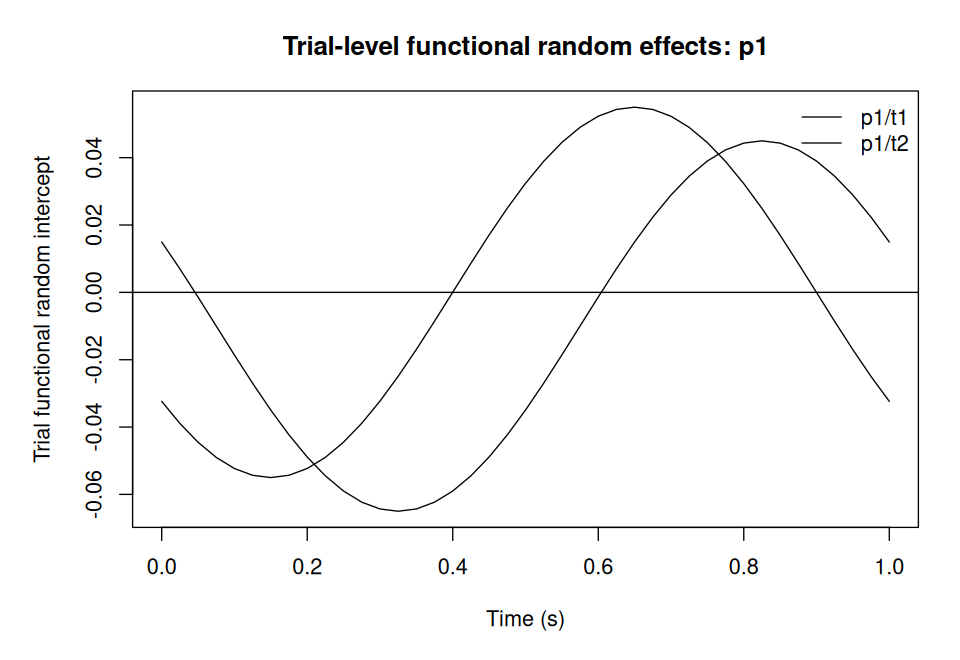 Trial-level functional random effects: p1
p1/t1
p1/t2
Trial functional random intercept
0.04
0.02
0.00
-0.02
-0.04
-0.06
0.0 0.2 0.4 0.6 0.8 1.0
Time (s)